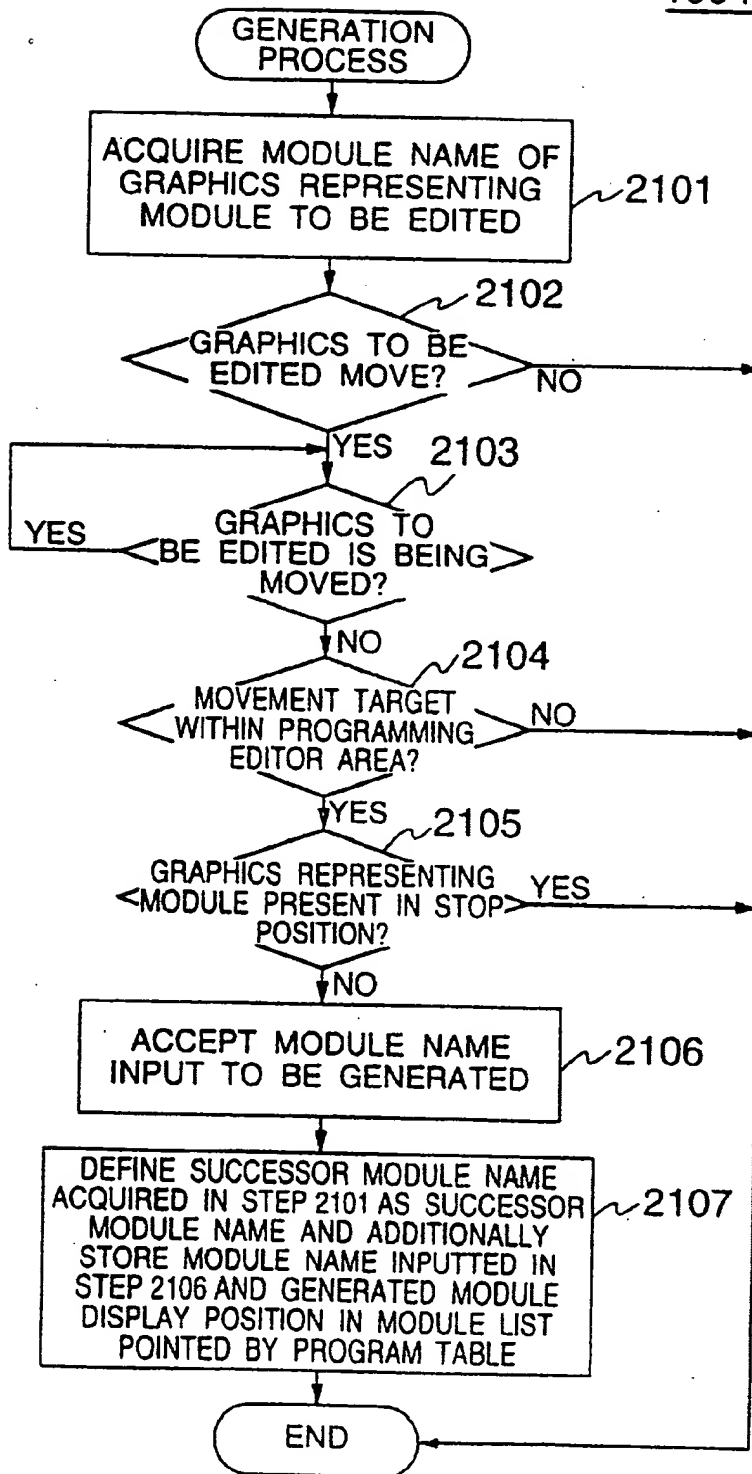 GENERATION
PROCESS
ACQUIRE MODULE NAME OF
GRAPHICS REPRESENTING
MODULE TO BE EDITED
2101
2102
GRAPHICS TO BE
EDITED MOVE?
NO
YES
2103
YES
GRAPHICS TO
BE EDITED IS BEING
MOVED?
NO
2104
MOVEMENT TARGET
WITHIN PROGRAMMING
EDITOR AREA?
NO
YES
2105
GRAPHICS REPRESENTING
MODULE PRESENT IN STOP
POSITION?
YES
NO
ACCEPT MODULE NAME
INPUT TO BE GENERATED
2106
DEFINE SUCCESSOR MODULE NAME
ACQUIRED IN STEP 2101 AS SUCCESSOR
MODULE NAME AND ADDITIONALLY
STORE MODULE NAME INPUTTED IN
STEP 2106 AND GENERATED MODULE
DISPLAY POSITION IN MODULE LIST
POINTED BY PROGRAM TABLE
2107
END